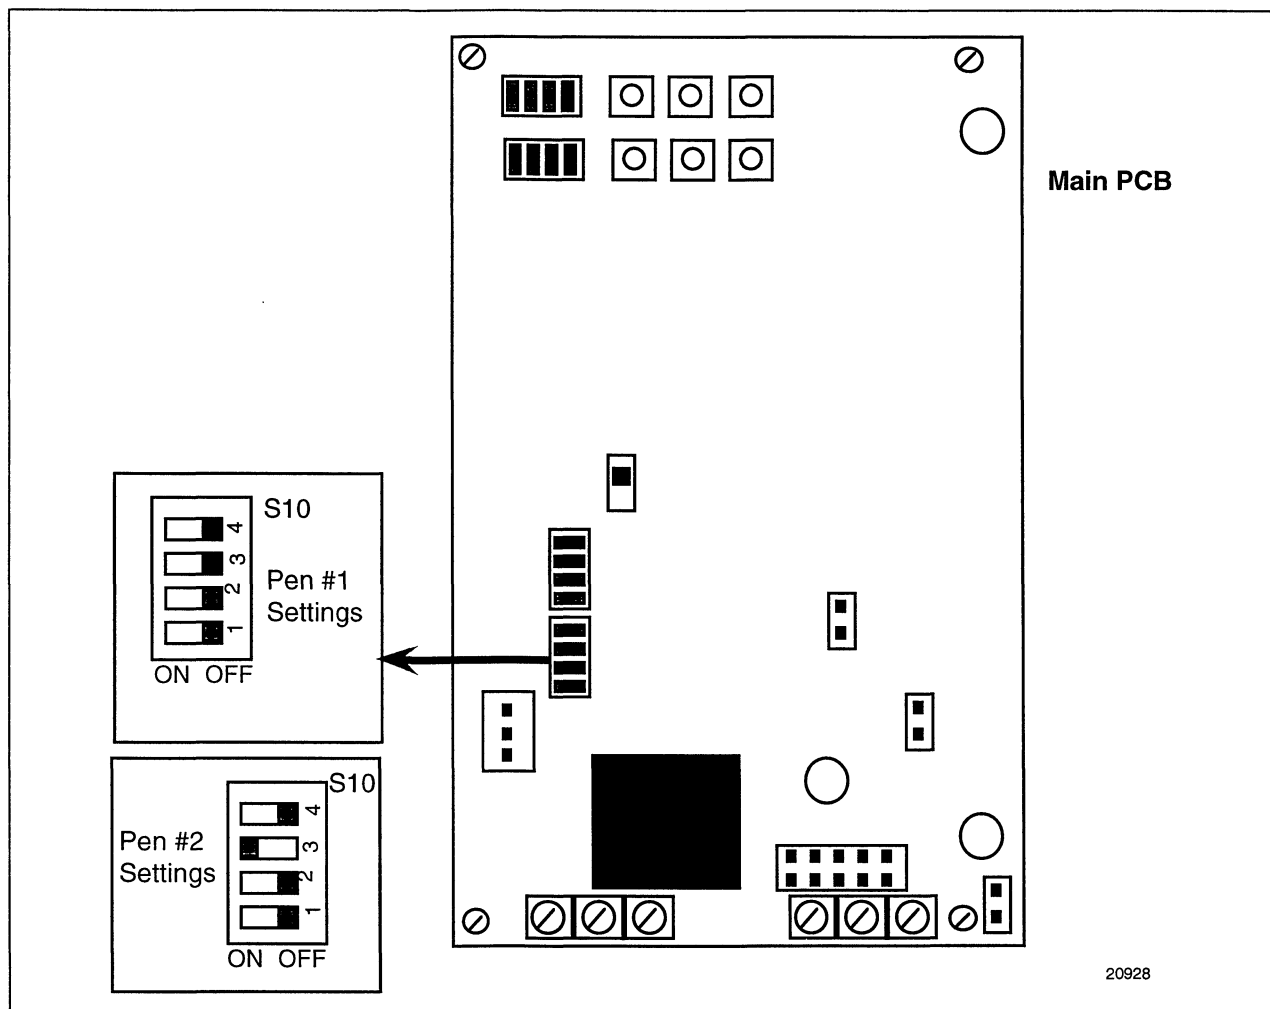 Main PCB
S10
4
3
2
1
Pen #1
Settings
ON OFF
S10
4
3
2
1
Pen #2
Settings
ON OFF
20928